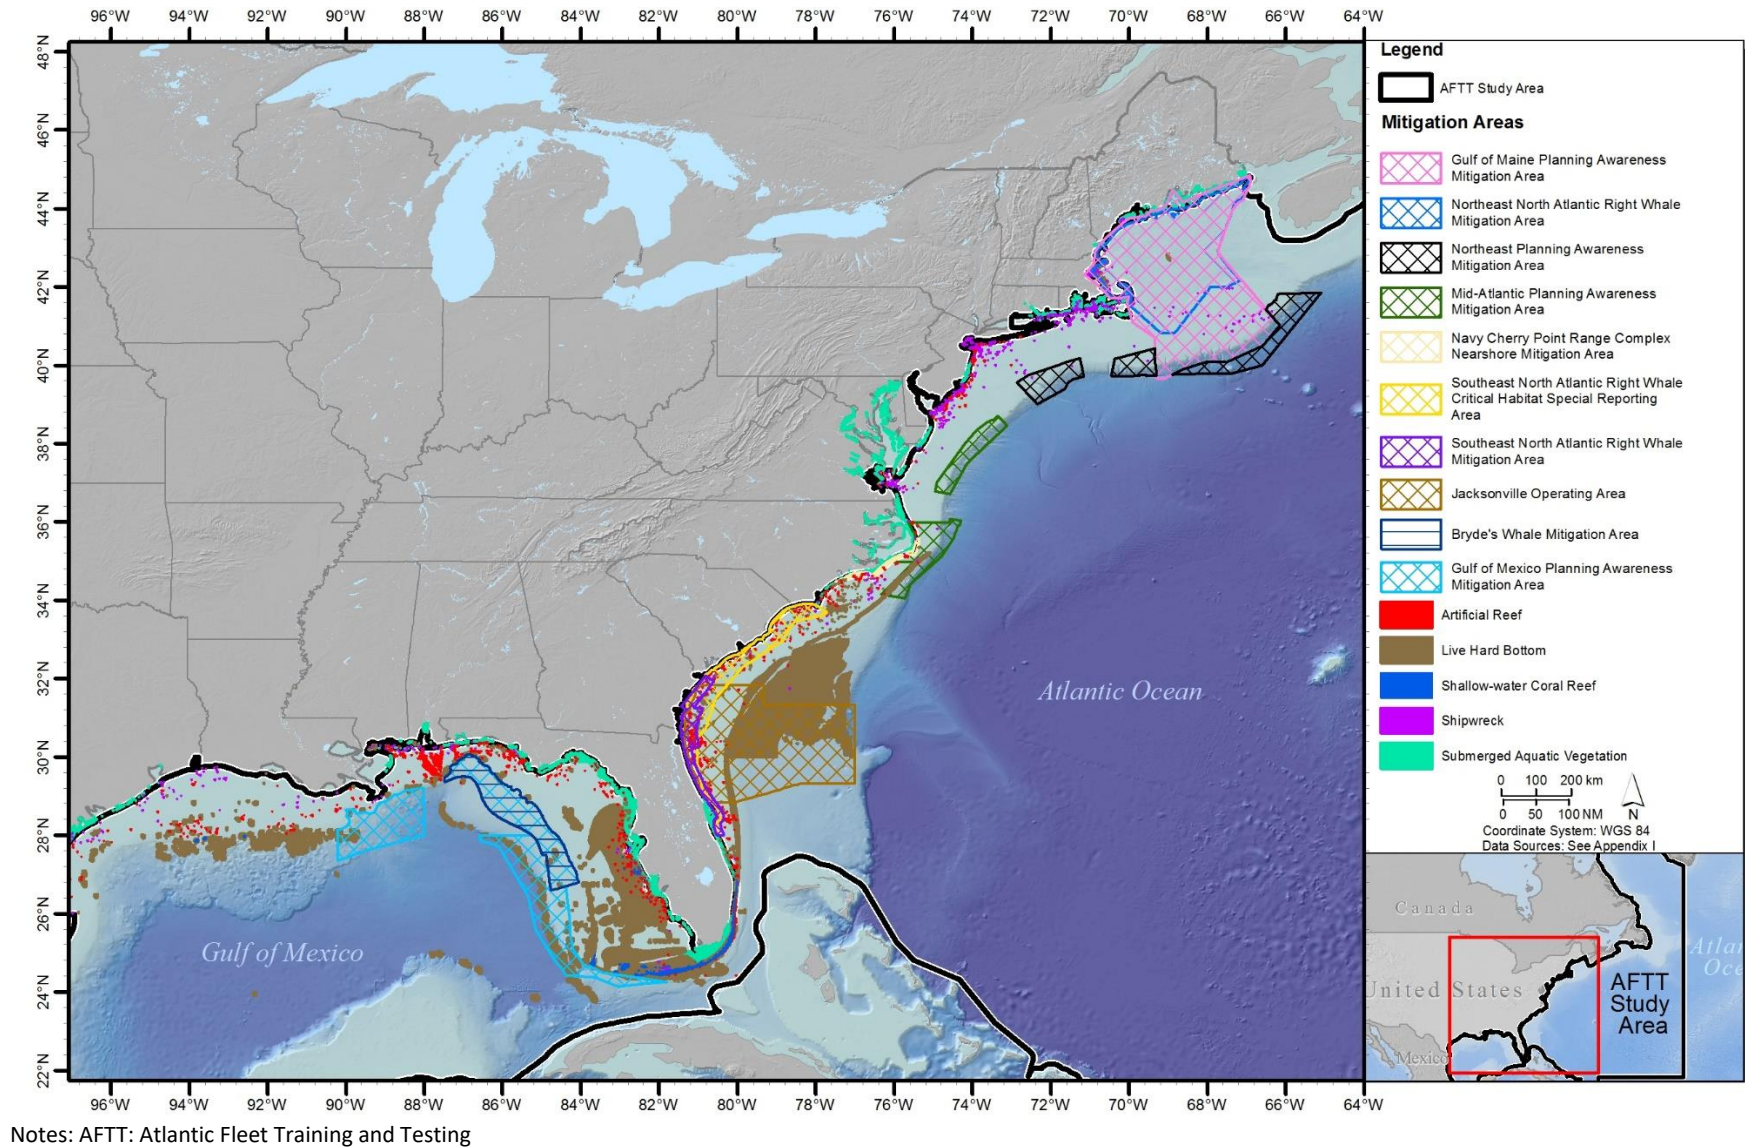 96°W 94°W 92°W 90°W 88°W 86°W 84°W 82°W 80°W 78°W 76°W 74°W 72°W 70°W 68°W 66°W 64°W
48°N
46°N
44°N
42°N
40°N
38°N
36°N
34°N
32°N
30°N
28°N
26°N
24°N
22°N
Atlantic Ocean
Gulf of Mexico
96°W 94°W 92°W 90°W 88°W 86°W 84°W 82°W 80°W 78°W 76°W 74°W 72°W 70°W 68°W 66°W 64°W
Legend
AFTT Study Area
Mitigation Areas
Gulf of Maine Planning Awareness
Mitigation Area
Northeast North Atlantic Right Whale
Mitigation Area
Northeast Planning Awareness
Mitigation Area
Mid-Atlantic Planning Awareness
Mitigation Area
Navy Cherry Point Range Complex
Nearshore Mitigation Area
Southeast North Atlantic Right Whale
Critical Habitat Special Reporting
Area
Southeast North Atlantic Right Whale
Mitigation Area
Jacksonville Operating Area
Bryde's Whale Mitigation Area
Gulf of Mexico Planning Awareness
Mitigation Area
Artificial Reef
Live Hard Bottom
Shallow-water Coral Reef
Shipwreck
Submerged Aquatic Vegetation
0 100 200 km
0 50 100 NM
N
Coordinate System: WGS 84
Data Sources: See Appendix I
Canada
United States
Mexico
Atlan
Oce
AFTT
Study
Area
Notes: AFTT: Atlantic Fleet Training and Testing